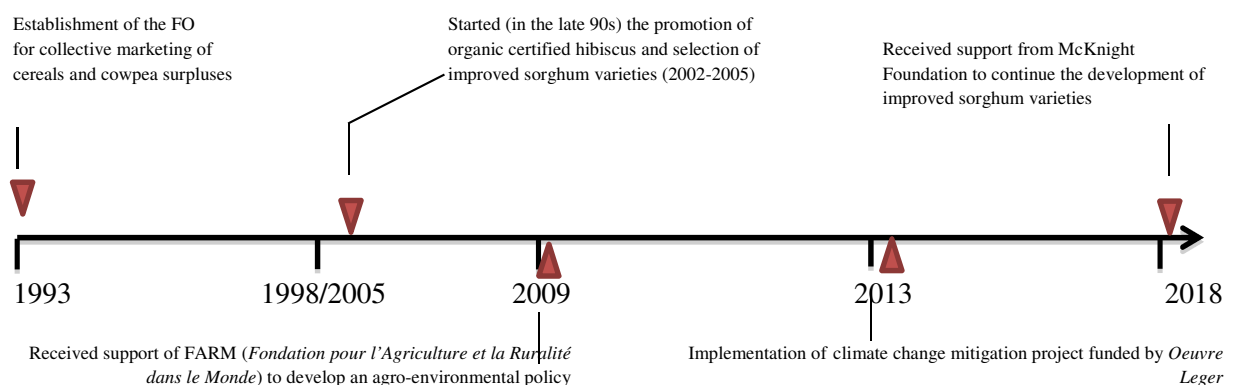 Establishment of the FO
for collective marketing of
cereals and cowpea surpluses
Started (in the late 90s) the promotion of
organic certified hibiscus and selection of
improved sorghum varieties (2002-2005)
Received support from McKnight
Foundation to continue the development of
improved sorghum varieties
1993
1998/2005
2009
2013
2018
Received support of FARM (Fondation pour l’Agriculture et la Ruralité
dans le Monde) to develop an agro-environmental policy
Implementation of climate change mitigation project funded by Oeuvre
Leger